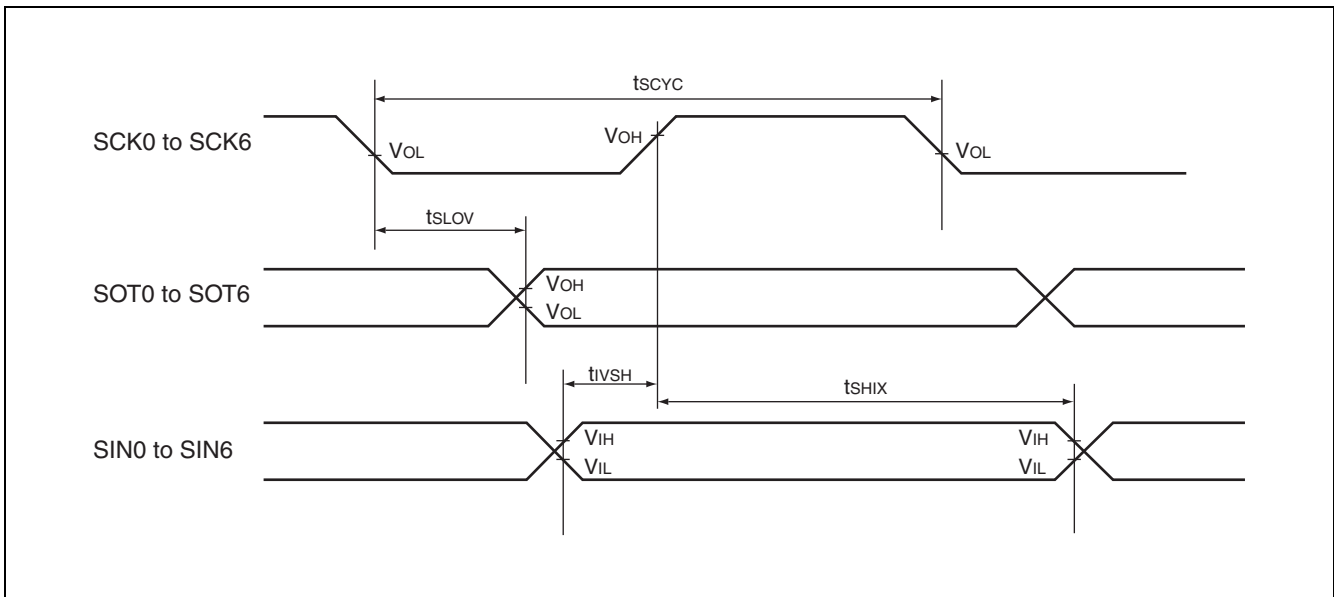 tSCYC
SCK0 to SCK6
VOL
VOH
VOL
tSLOV
SOT0 to SOT6
VOH
VOL
tIVSH
tSHIX
SIN0 to SIN6
VIH
VIL
VIH
VIL